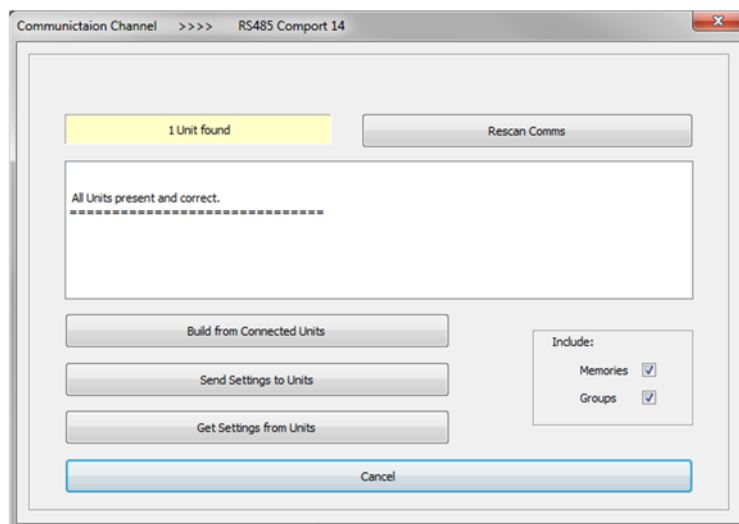 Communictaion Channel >>>> RS485 Comport 14
1 Unit found
Rescan Comms
All Units present and correct.
==============================
Build from Connected Units
Include:
Memories
Send Settings to Units
Groups
Get Settings from Units
Cancel